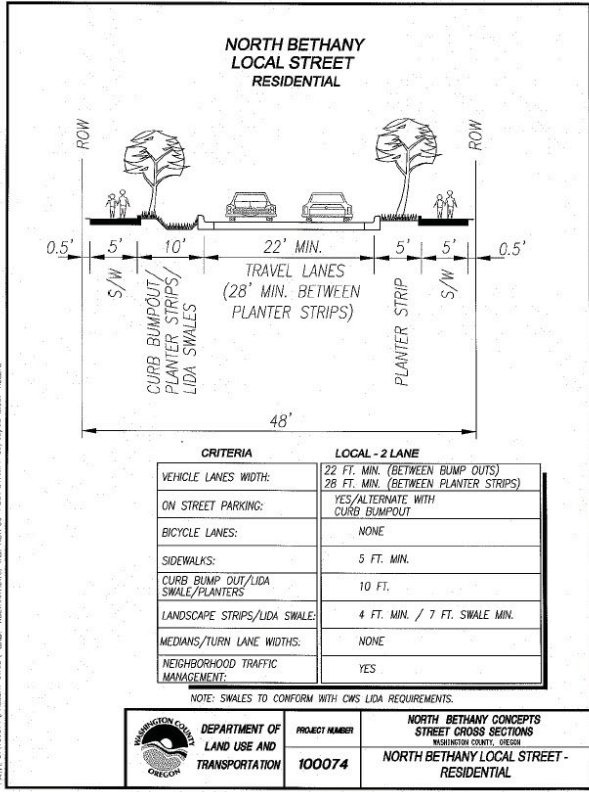 NORTH BETHANY
LOCAL STREET
RESIDENTIAL
ROW
ROW
0.5'
5'
10'
22' MIN.
5'
5'
0.5'
S/W
CURB BUMPOUT/
PLANTER STRIPS/
LIDA SWALES
TRAVEL LANES
(28' MIN. BETWEEN
PLANTER STRIPS)
PLANTER STRIP
S/W
48'
CRITERIA
LOCAL - 2 LANE
VEHICLE LANES WIDTH:
22 FT. MIN. (BETWEEN BUMP OUTS)
28 FT. MIN. (BETWEEN PLANTER STRIPS)
ON STREET PARKING:
YES/ALTERNATE WITH
CURB BUMPOUT
BICYCLE LANES:
NONE
SIDEWALKS:
5 FT. MIN.
CURB BUMP OUT/LIDA
SWALE/PLANTERS
10 FT.
LANDSCAPE STRIPS/LIDA SWALE:
4 FT. MIN. / 7 FT. SWALE MIN.
MEDIANS/TURN LANE WIDTHS:
NONE
NEIGHBORHOOD TRAFFIC
MANAGEMENT:
YES
NOTE: SWALES TO CONFORM WITH CWS LIDA REQUIREMENTS.
WASHINGTON COUNTY
OREGON
DEPARTMENT OF
LAND USE AND
TRANSPORTATION
PROJECT NUMBER
100074
NORTH BETHANY CONCEPTS
STREET CROSS SECTIONS
WASHINGTON COUNTY, OREGON
NORTH BETHANY LOCAL STREET -
RESIDENTIAL